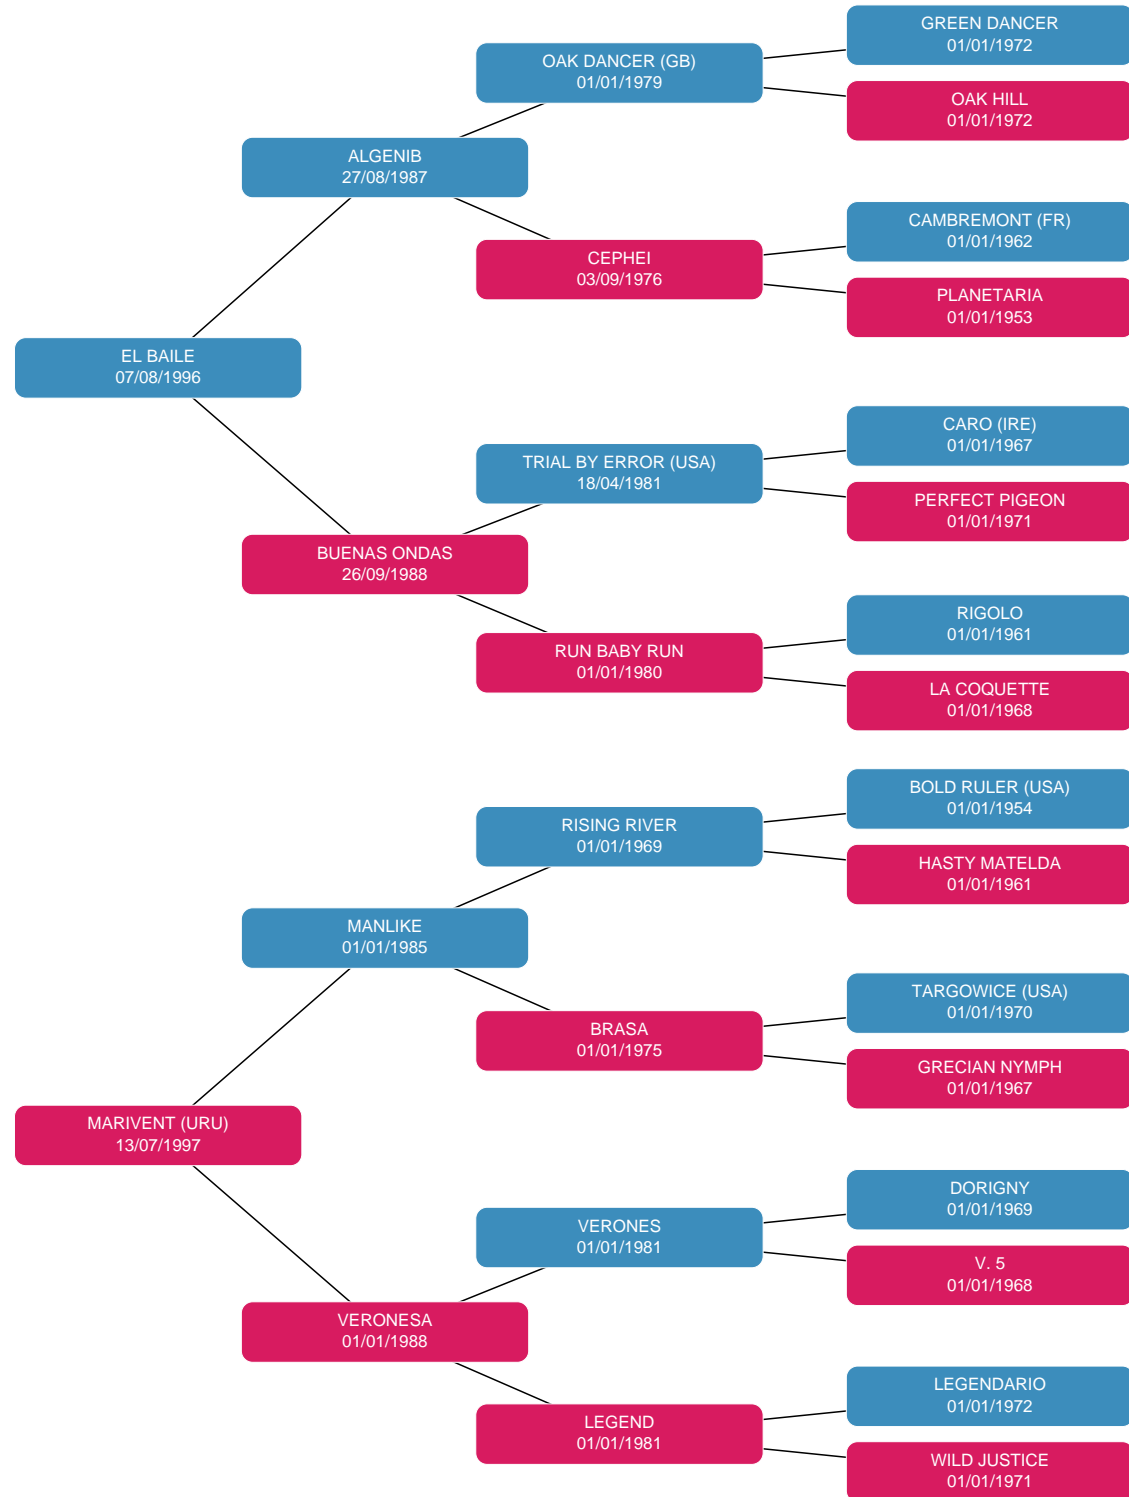 GREEN DANCER
01/01/1972
OAK DANCER (GB)
01/01/1979
OAK HILL
01/01/1972
ALGENIB
27/08/1987
CAMBREMONT (FR)
01/01/1962
CEPHEI
03/09/1976
PLANETARIA
01/01/1953
EL BAILE
07/08/1996
CARO (IRE)
01/01/1967
TRIAL BY ERROR (USA)
18/04/1981
PERFECT PIGEON
01/01/1971
BUENAS ONDAS
26/09/1988
RIGOLO
01/01/1961
RUN BABY RUN
01/01/1980
LA COQUETTE
01/01/1968
BOLD RULER (USA)
01/01/1954
RISING RIVER
01/01/1969
HASTY MATELDA
01/01/1961
MANLIKE
01/01/1985
TARGOWICE (USA)
01/01/1970
BRASA
01/01/1975
GRECIAN NYMPH
01/01/1967
MARIVENT (URU)
13/07/1997
DORIGNY
01/01/1969
VERONES
01/01/1981
V. 5
01/01/1968
VERONESA
01/01/1988
LEGENDARIO
01/01/1972
LEGEND
01/01/1981
WILD JUSTICE
01/01/1971